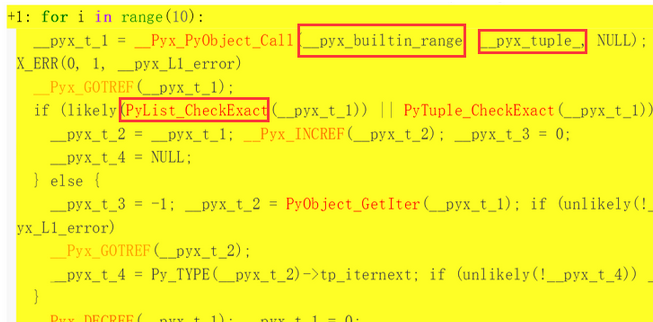 +1: for i in range(10):
__pyx_t_1 = __Pyx_PyObject_Call(__pyx_builtin_range, __pyx_tuple_, NULL);
X_ERR(0, 1, __pyx_L1_error)
__Pyx_GOTREF(__pyx_t_1);
if (likely(PyList_CheckExact(__pyx_t_1)) || PyTuple_CheckExact(__pyx_t_1))
__pyx_t_2 = __pyx_t_1; __Pyx_INCREF(__pyx_t_2); __pyx_t_3 = 0;
__pyx_t_4 = NULL;
} else {
__pyx_t_3 = -1; __pyx_t_2 = PyObject_GetIter(__pyx_t_1); if (unlikely(!_
yx_L1_error)
__Pyx_GOTREF(__pyx_t_2);
__pyx_t_4 = Py_TYPE(__pyx_t_2)->tp_iternext; if (unlikely(!__pyx_t_4)) _
}
__Pyx_DECREF(__pyx_t_1); __pyx_t_1 = 0;